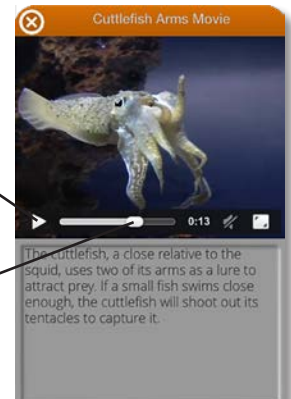 Cuttlefish Arms Movie
0:13
The cuttlefish, a close relative to the
squid, uses two of its arms as a lure to
attract prey. If a small fish swims close
enough, the cuttlefish will shoot out its
tentacles to capture it.